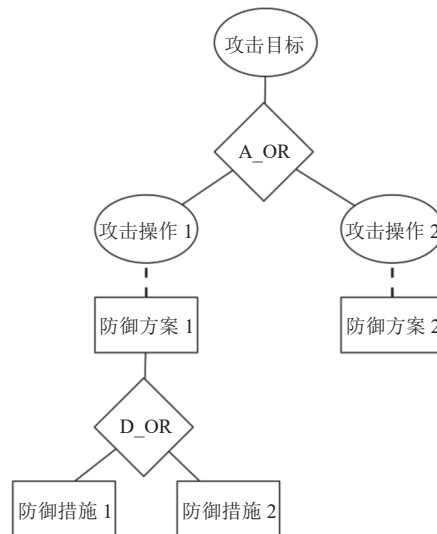 攻击目标
A_OR
攻击操作 1
攻击操作 2
防御方案 1
防御方案 2
D_OR
防御措施 1
防御措施 2